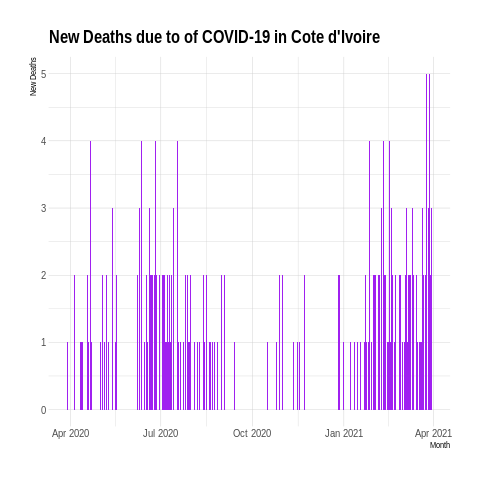 New Deaths due to of COVID-19 in Cote d'Ivoire
New Deaths
5
4
3
2
1
0
Apr 2020
Jul 2020
Oct 2020
Jan 2021
Apr 2021
Month